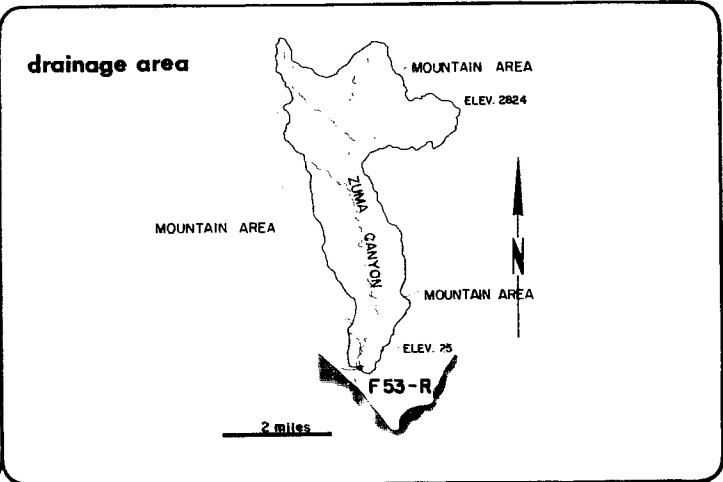 drainage area
MOUNTAIN AREA
ELEV. 2824
ZUMA CANYON
MOUNTAIN AREA
N
MOUNTAIN AREA
ELEV. 25
F53-R
2 miles